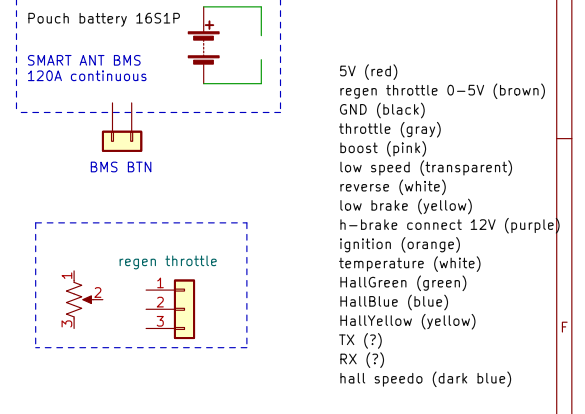 Pouch battery 16S1P
+
SMART ANT BMS
120A continuous
BMS BTN
regen throttle
1
2
3
1
2
3
5V (red)
regen throttle 0-5V (brown)
GND (black)
throttle (gray)
boost (pink)
low speed (transparent)
reverse (white)
low brake (yellow)
h-brake connect 12V (purple)
ignition (orange)
temperature (white)
HallGreen (green)
HallBlue (blue)
HallYellow (yellow)
TX (?)
RX (?)
hall speedo (dark blue)
F